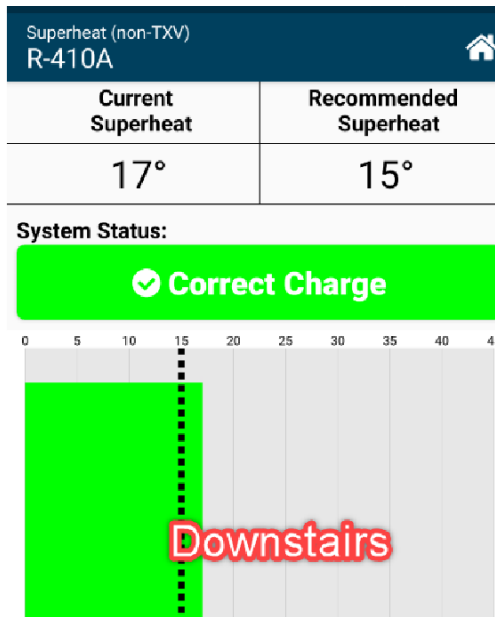 Superheat (non-TXV)
R-410A
Current Superheat
Recommended Superheat
17°
15°
System Status:
Correct Charge
0 5 10 15 20 25 30 35 40 4
Downstairs